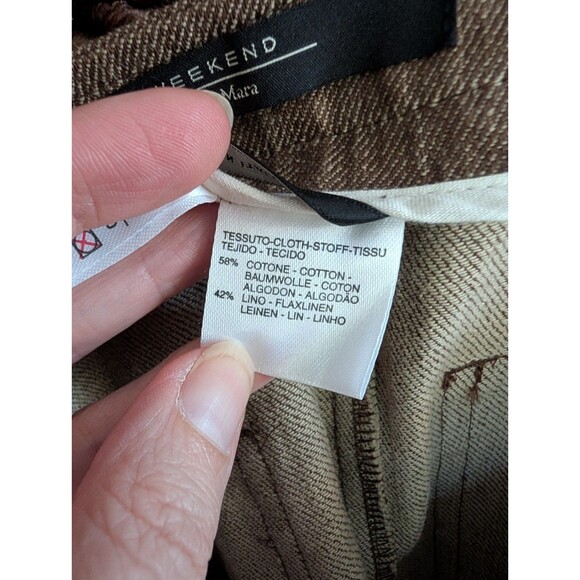 WEEKEND
Mara
TESSUTO-CLOTH-STOFF-TISSU
TEJIDO - TECIDO
58% COTONE - COTTON -
BAUMWOLLE - COTON
ALGODON - ALGODÃO
42% LINO - FLAXLINEN
LEINEN - LIN - LINHO